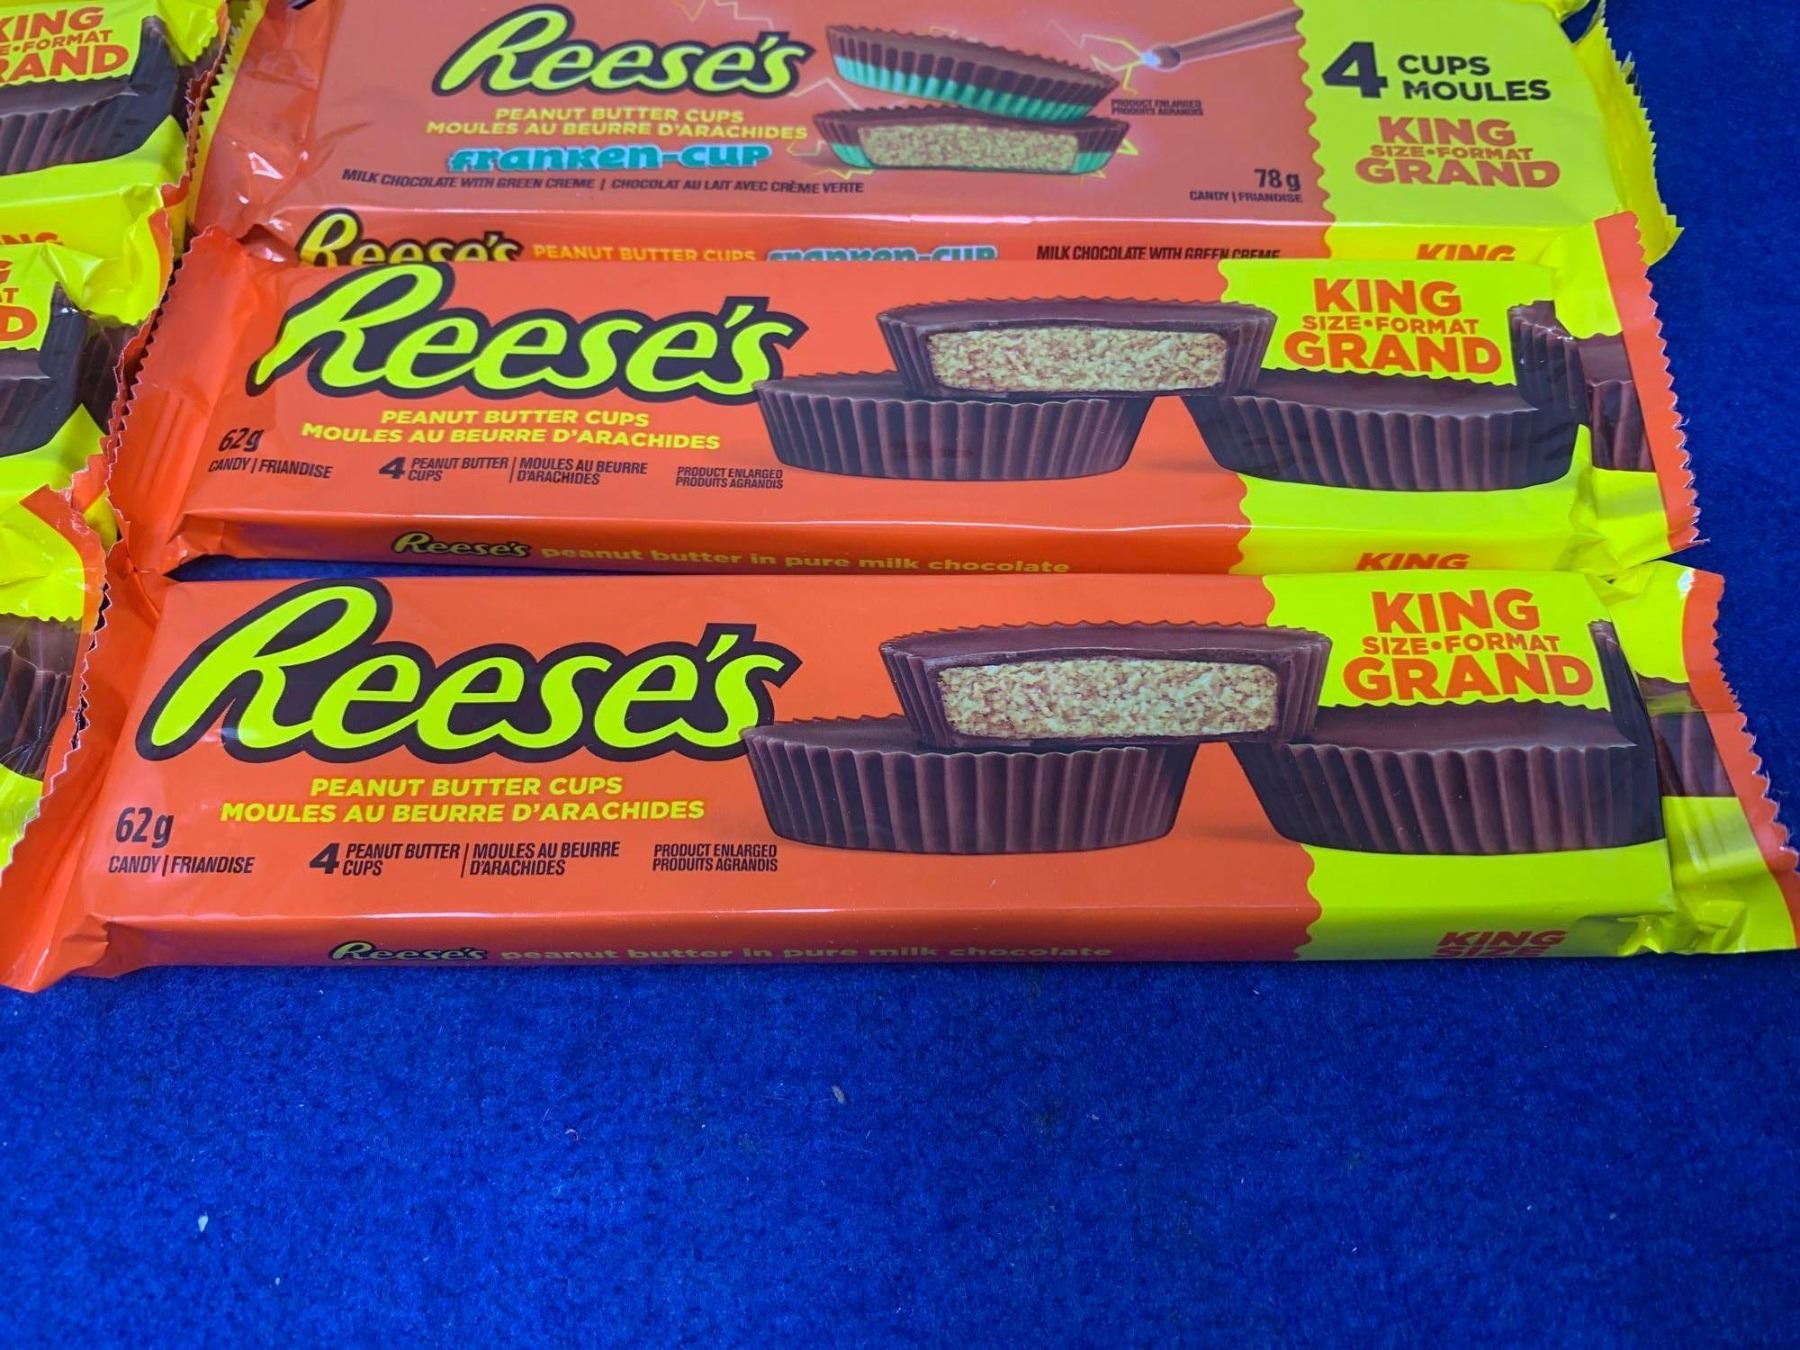 KING
E•FORMAT
RAND
Reese's
PEANUT BUTTER CUPS
MOULES AU BEURRE D'ARACHIDES
Franken-Cup
MILK CHOCOLATE WITH GREEN CREME | CHOCOLAT AU LAIT AVEC CRÈME VERTE
PRODUCT ENLARGED
PRODUITS AGRANDIS
78 g
CANDY | FRIANDISE
4 CUPS
MOULES
KING
SIZE•FORMAT
GRAND
Reese's PEANUT BUTTER CUPS Franken-Cup MILK CHOCOLATE WITH GREEN CREME KING
D
Reese's
PEANUT BUTTER CUPS
MOULES AU BEURRE D'ARACHIDES
62g
CANDY | FRIANDISE
4 PEANUT BUTTER | MOULES AU BEURRE
CUPS | D'ARACHIDES
PRODUCT ENLARGED
PRODUITS AGRANDIS
KING
SIZE•FORMAT
GRAND
Reese's peanut butter in pure milk chocolate KING
Reese's
PEANUT BUTTER CUPS
MOULES AU BEURRE D'ARACHIDES
62g
CANDY | FRIANDISE
4 PEANUT BUTTER | MOULES AU BEURRE
CUPS | D'ARACHIDES
PRODUCT ENLARGED
PRODUITS AGRANDIS
KING
SIZE•FORMAT
GRAND
Reese's peanut butter in pure milk chocolate
KING
SIZE